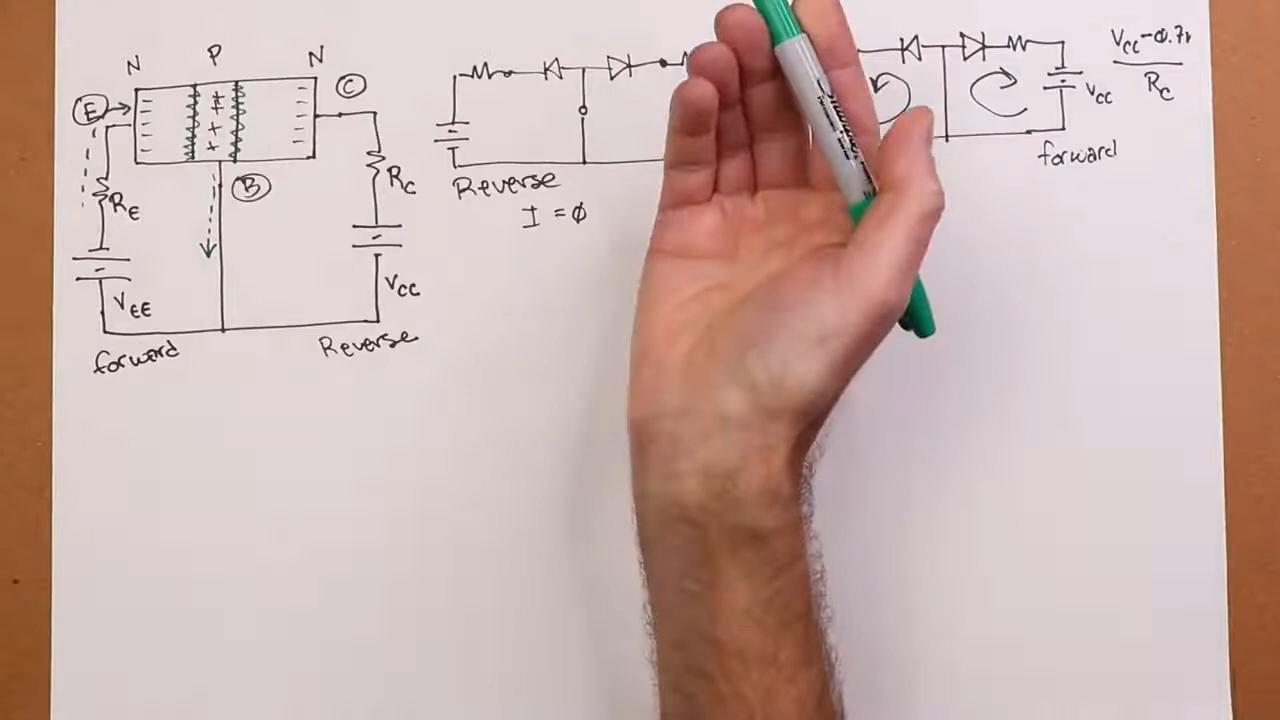 N P N
E
C
B
R_E
R_C
V_EE
V_CC
forward
Reverse
Reverse
I = φ
V_CC
forward
V_CC-φ.7v
R_C